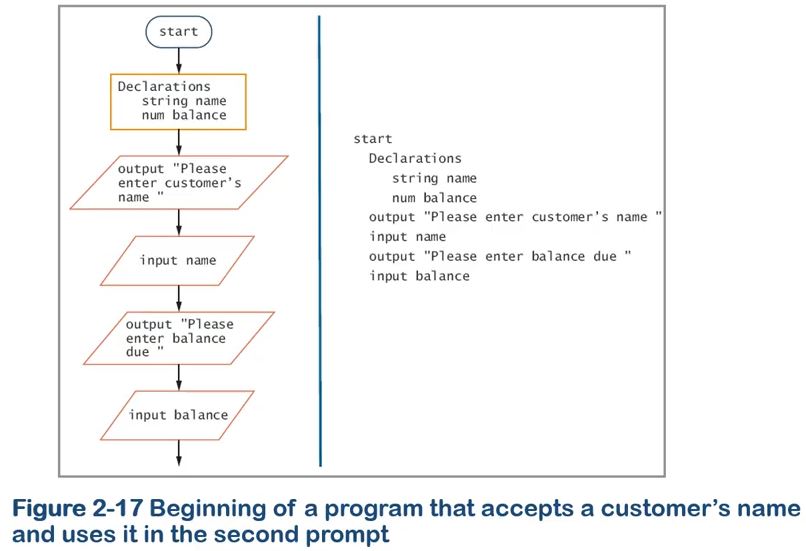 start
Declarations
string name
num balance
output "Please
enter customer's
name "
input name
output "Please
enter balance
due "
input balance
start
Declarations
string name
num balance
output "Please enter customer's name "
input name
output "Please enter balance due "
input balance
Figure 2-17 Beginning of a program that accepts a customer's name
and uses it in the second prompt